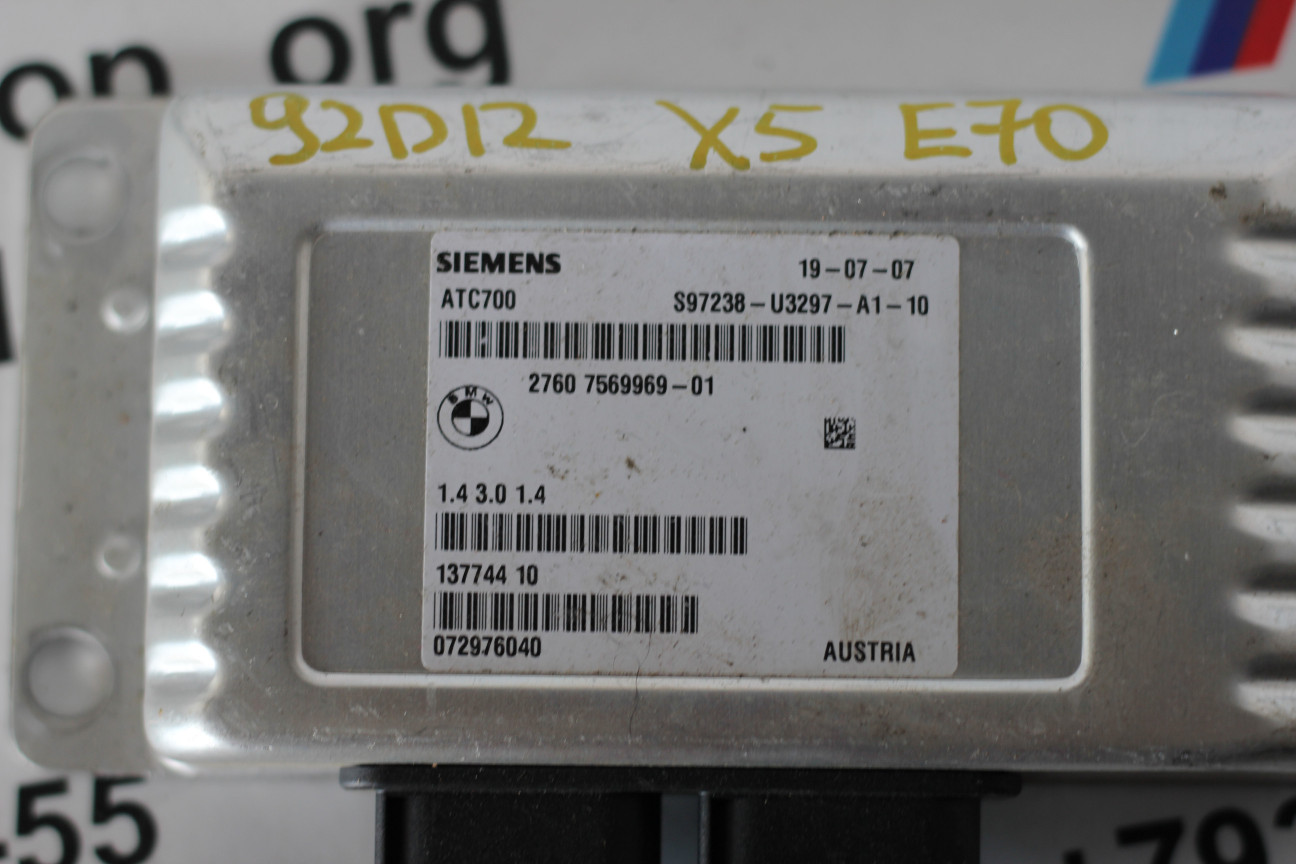 org
92D12 X5 E70
SIEMENS 19-07-07
ATC700 S97238-U3297-A1-10
2760 7569969-01
BMW
1.4 3.0 1.4
137744 10
072976040 AUSTRIA
-55